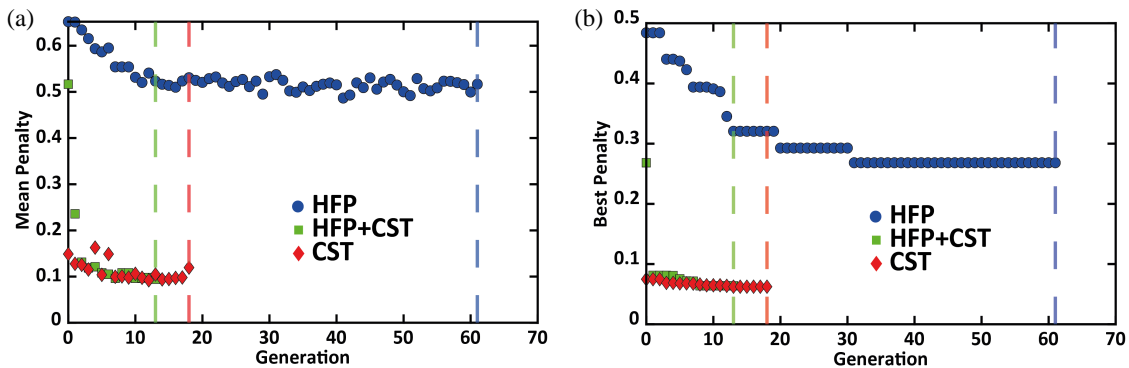 (a)
Mean Penalty
0.6
0.5
0.4
0.3
0.2
0.1
0
HFP
HFP+CST
CST
0 10 20 30 40 50 60 70
Generation
(b)
Best Penalty
0.5
0.4
0.3
0.2
0.1
0
HFP
HFP+CST
CST
0 10 20 30 40 50 60 70
Generation